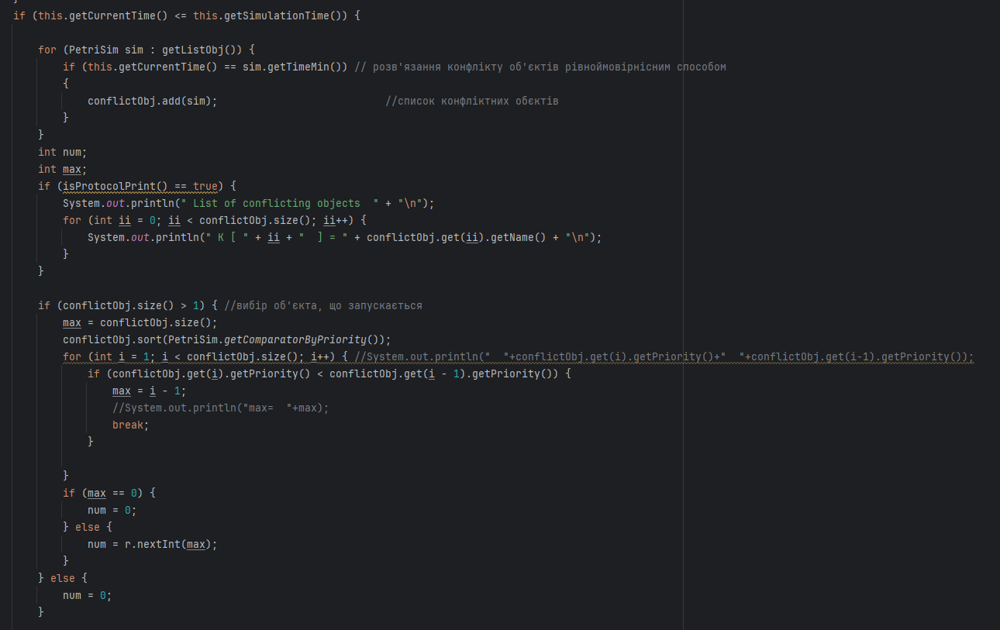 }
if (this.getCurrentTime() <= this.getSimulationTime()) {
for (PetriSim sim : getListObj()) {
if (this.getCurrentTime() == sim.getTimeMin()) // розв'язання конфлікту об'єктів рівноймовірнісним способом
{
conflictObj.add(sim); //список конфліктних обєктів
}
}
int num;
int max;
if (isProtocolPrint() == true) {
System.out.println(" List of conflicting objects  " + "\n");
for (int ii = 0; ii < conflictObj.size(); ii++) {
System.out.println(" K [ " + ii + "  ] = " + conflictObj.get(ii).getName() + "\n");
}
}
if (conflictObj.size() > 1) { //вибір об'єкта, що запускається
max = conflictObj.size();
conflictObj.sort(PetriSim.getComparatorByPriority());
for (int i = 1; i < conflictObj.size(); i++) { //System.out.println("  "+conflictObj.get(i).getPriority()+"  "+conflictObj.get(i-1).getPriority());
if (conflictObj.get(i).getPriority() < conflictObj.get(i - 1).getPriority()) {
max = i - 1;
//System.out.println("max=  "+max);
break;
}
}
if (max == 0) {
num = 0;
} else {
num = r.nextInt(max);
}
} else {
num = 0;
}